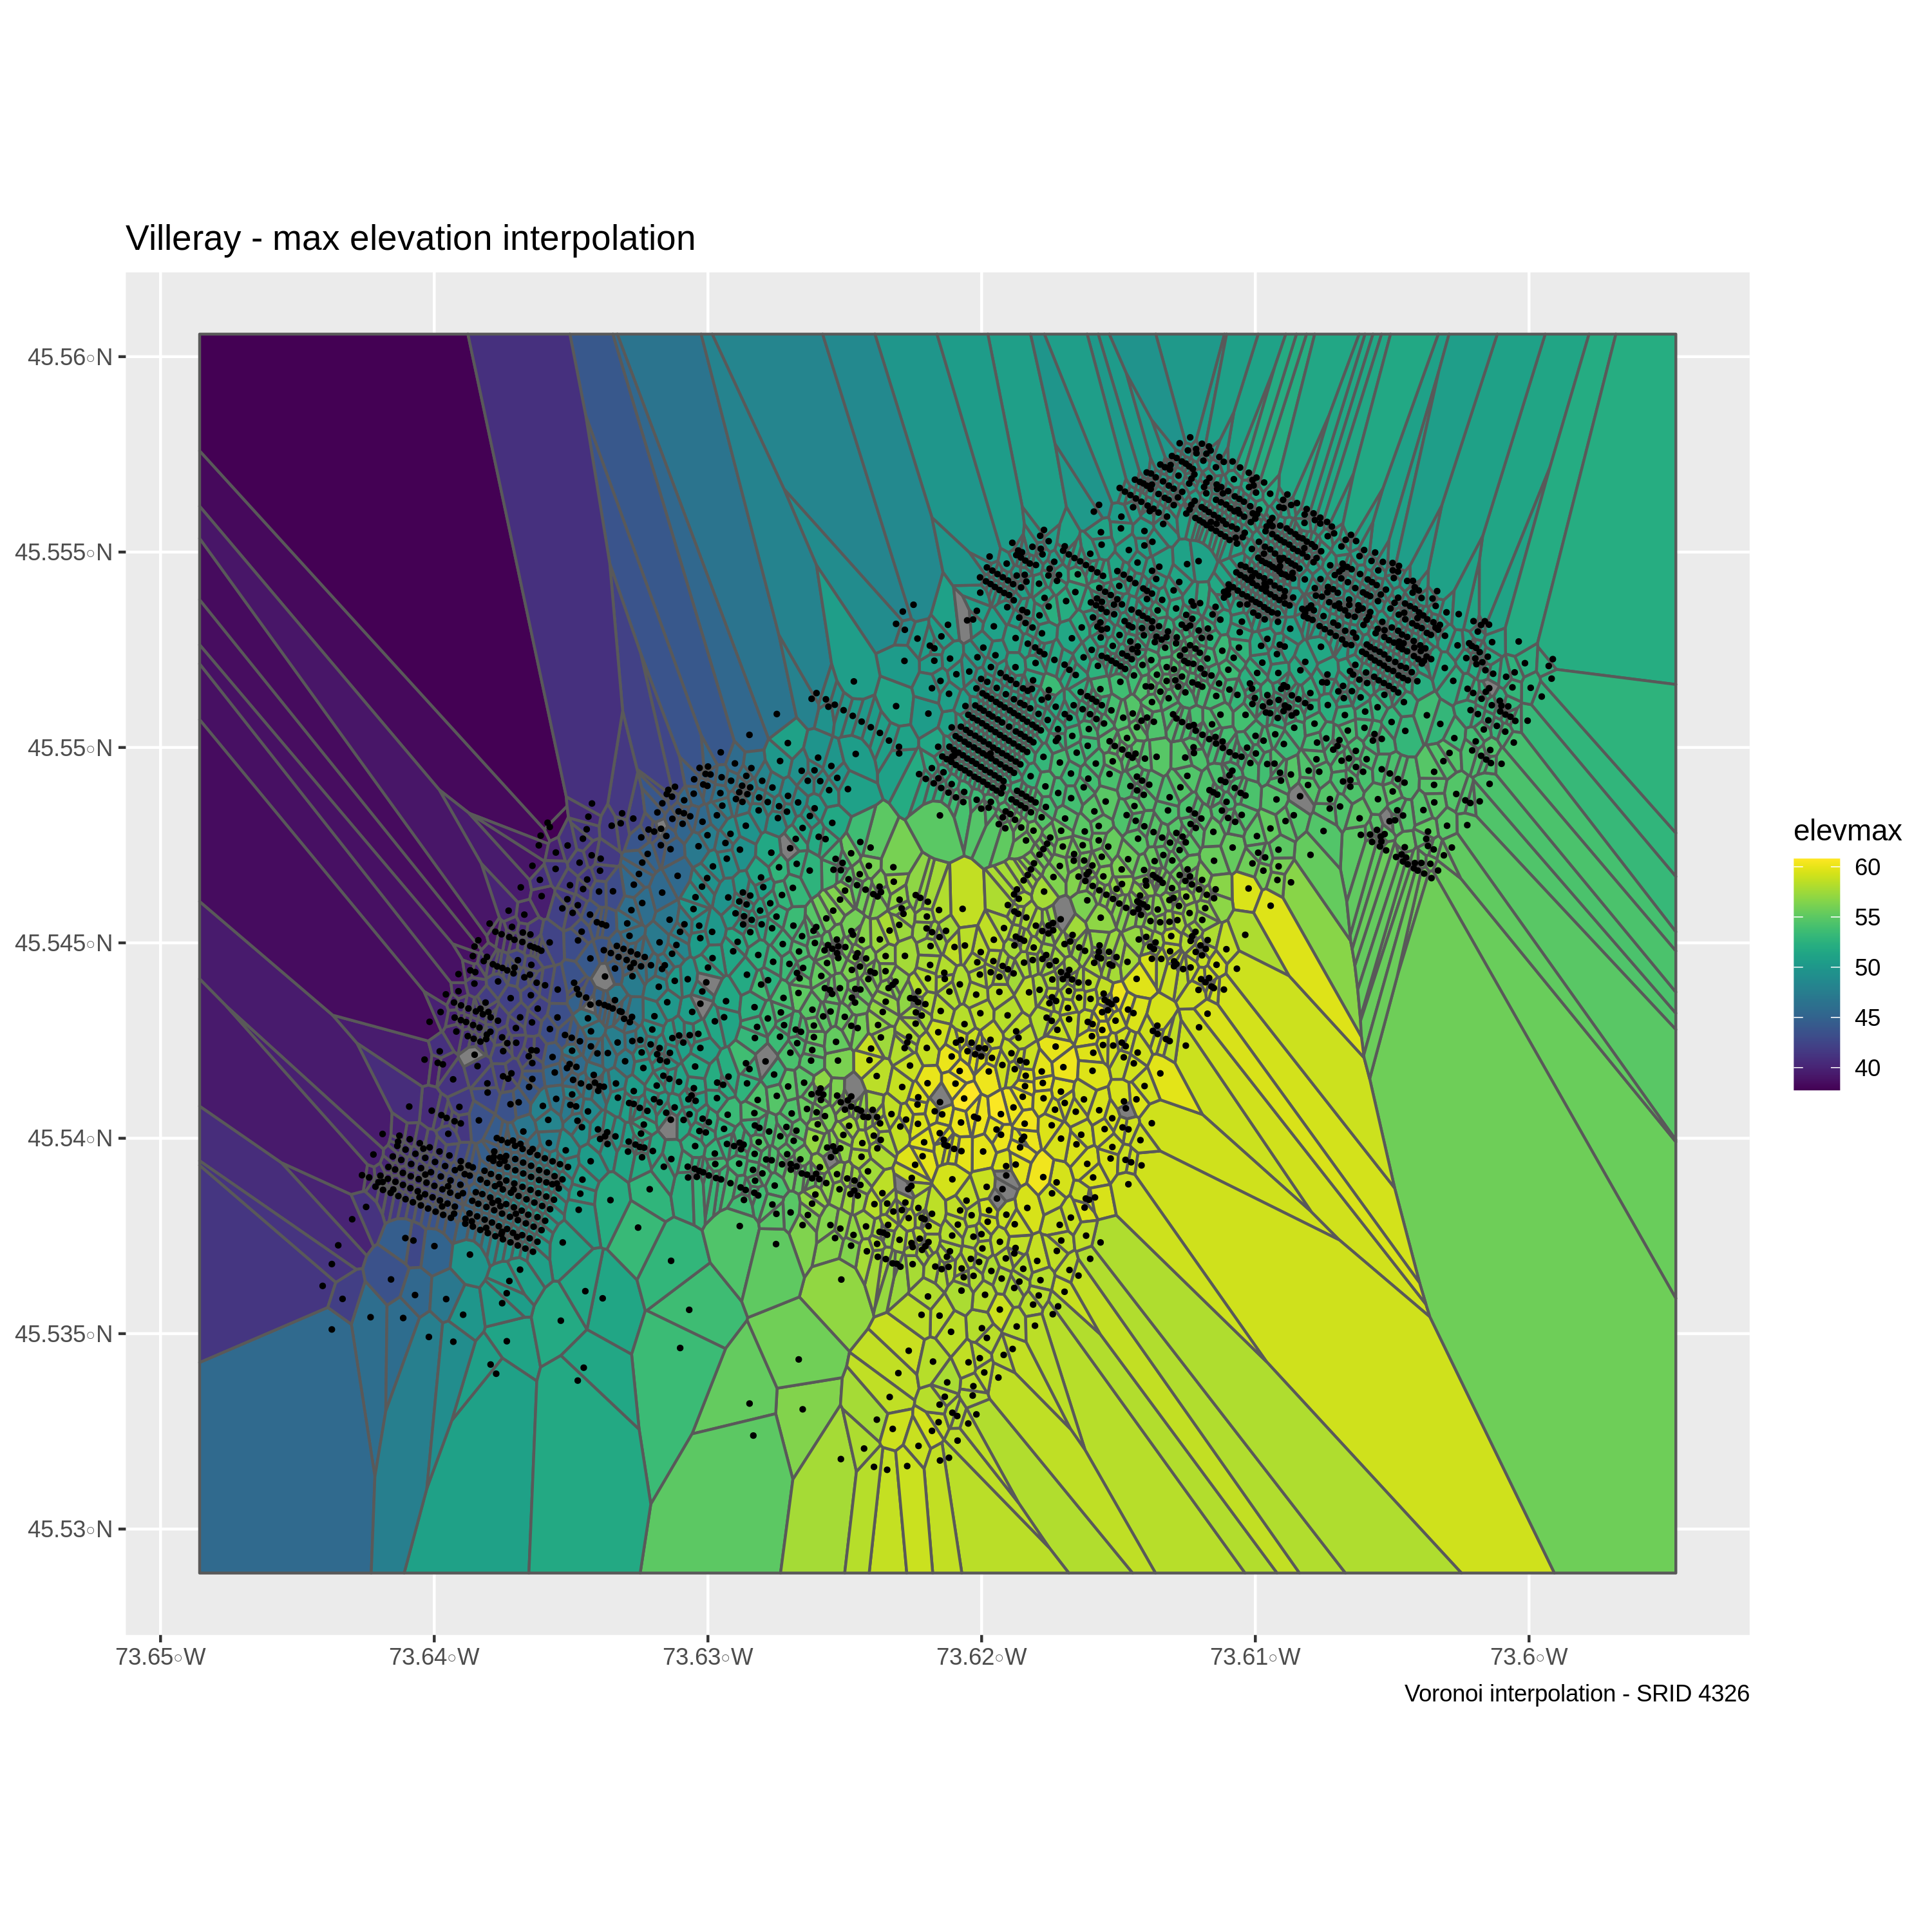 Villeray - max elevation interpolation
45.56◦N
45.555◦N
45.55◦N
45.545◦N
45.54◦N
45.535◦N
45.53◦N
73.65◦W 73.64◦W 73.63◦W 73.62◦W 73.61◦W 73.6◦W
Voronoi interpolation - SRID 4326
elevmax
60
55
50
45
40